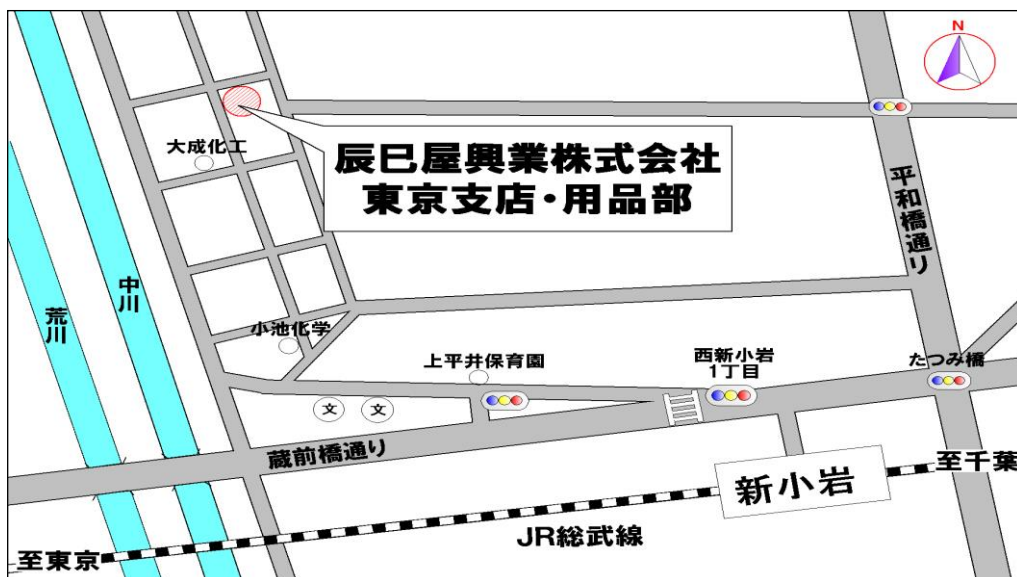 N
大成化工
辰巳屋興業株式会社
東京支店・用品部
平和橋通り
中川
荒川
小池化学
上平井保育園
西新小岩
1丁目
たつみ橋
文
文
蔵前橋通り
新小岩
至千葉
JR総武線
至東京